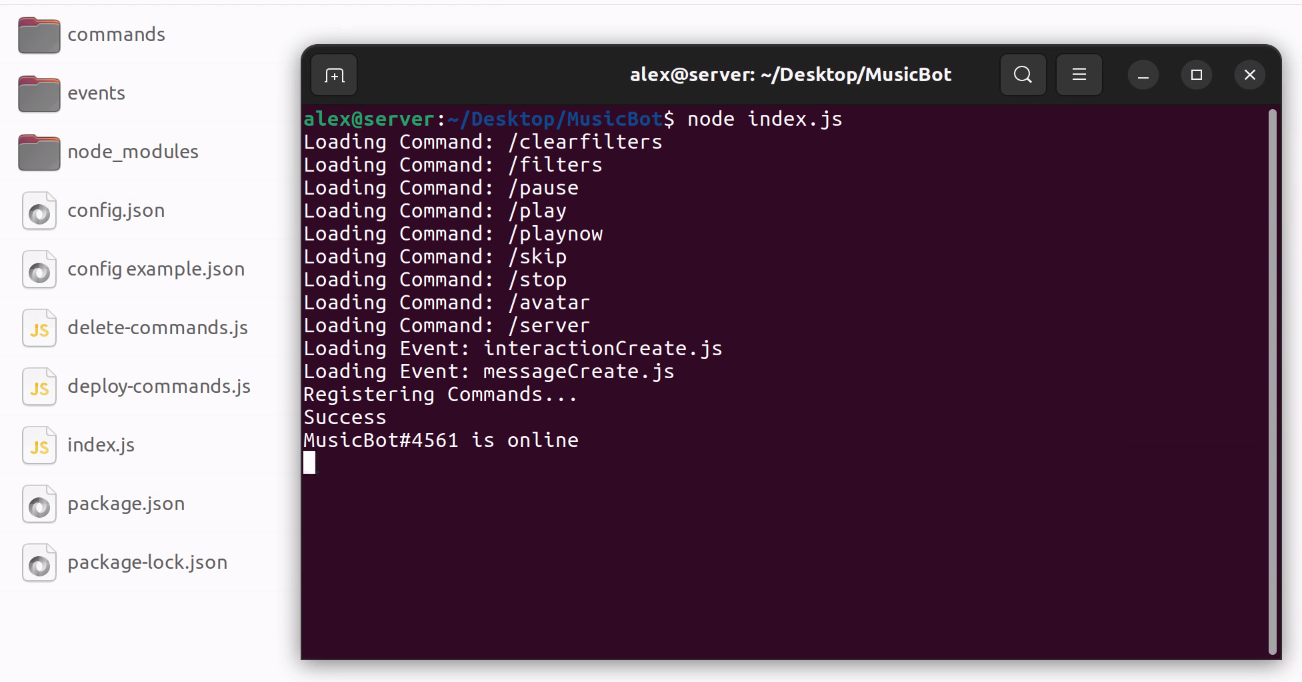 commands
events
node_modules
config.json
config example.json
JS delete-commands.js
JS deploy-commands.js
JS index.js
package.json
package-lock.json
alex@server: ~/Desktop/MusicBot
alex@server:~/Desktop/MusicBot$ node index.js
Loading Command: /clearfilters
Loading Command: /filters
Loading Command: /pause
Loading Command: /play
Loading Command: /playnow
Loading Command: /skip
Loading Command: /stop
Loading Command: /avatar
Loading Command: /server
Loading Event: interactionCreate.js
Loading Event: messageCreate.js
Registering Commands...
Success
MusicBot#4561 is online